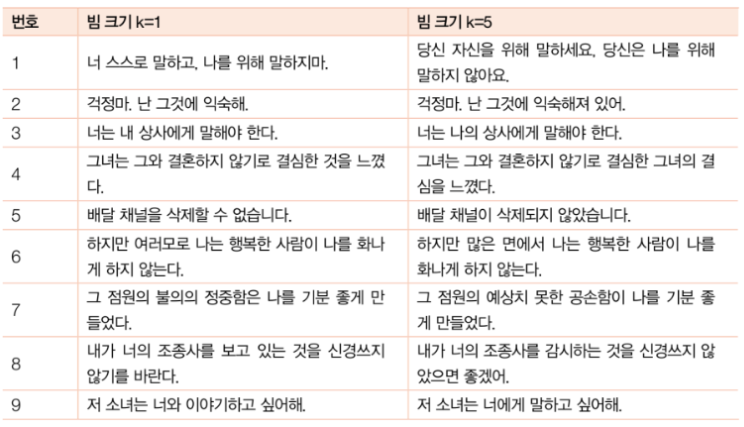 번호 빔 크기 k=1 빔 크기 k=5
1 너 스스로 말하고, 나를 위해 말하지마. 당신 자신을 위해 말하세요, 당신은 나를 위해
말하지 않아요.
2 걱정마. 난 그것에 익숙해. 걱정마. 난 그것에 익숙해져 있어.
3 너는 내 상사에게 말해야 한다. 너는 나의 상사에게 말해야 한다.
4 그녀는 그와 결혼하지 않기로 결심한 것을 느꼈 그녀는 그와 결혼하지 않기로 결심한 그녀의 결
다. 심을 느꼈다.
5 배달 채널을 삭제할 수 없습니다. 배달 채널이 삭제되지 않았습니다.
6 하지만 여러모로 나는 행복한 사람이 나를 화나 하지만 많은 면에서 나는 행복한 사람이 나를
게 하지 않는다. 화나게 하지 않는다.
7 그 점원의 불의의 정중함은 나를 기분 좋게 만 그 점원의 예상치 못한 공손함이 나를 기분 좋
들었다. 게 만들었다.
8 내가 너의 조종사를 보고 있는 것을 신경쓰지 내가 너의 조종사를 감시하는 것을 신경쓰지 않
않기를 바란다. 았으면 좋겠어.
9 저 소녀는 너와 이야기하고 싶어해. 저 소녀는 너에게 말하고 싶어해.